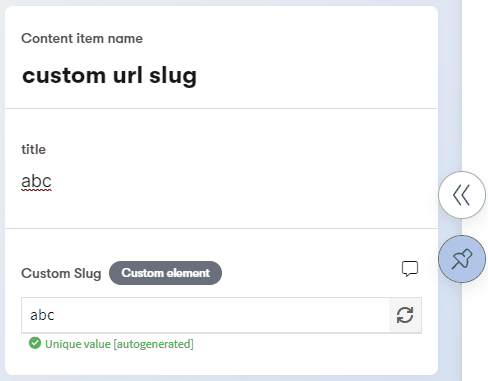 Content item name
custom url slug
title
abc
Custom Slug Custom element
abc
Unique value [autogenerated]